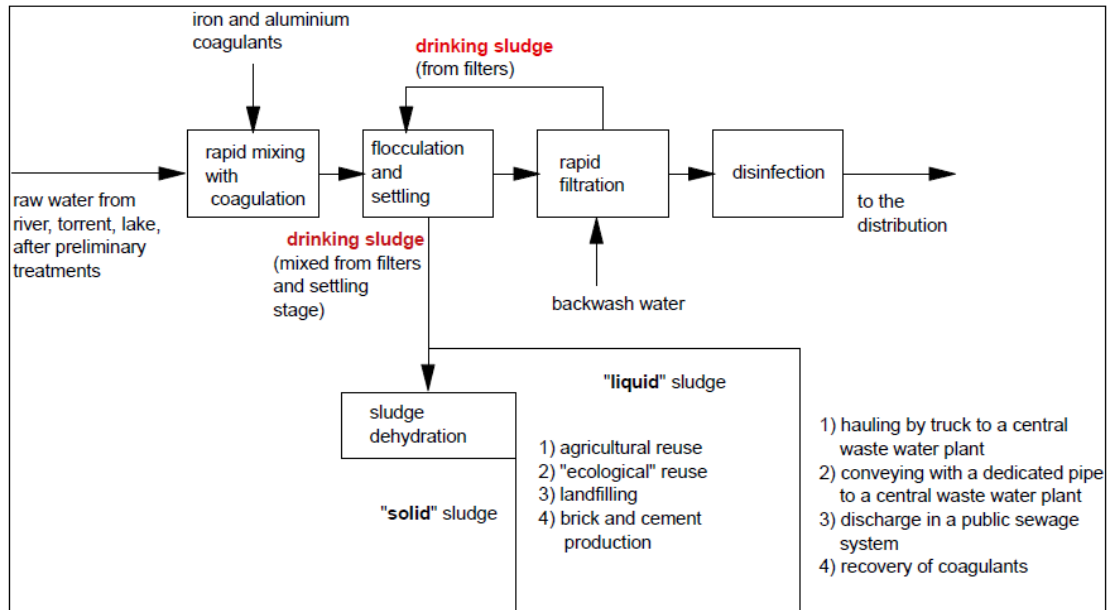 iron and aluminium
coagulants
drinking sludge
(from filters)
rapid mixing
with
coagulation
flocculation
and
settling
rapid
filtration
disinfection
raw water from
river, torrent, lake,
after preliminary
treatments
to the
distribution
drinking sludge
(mixed from filters
and settling
stage)
backwash water
"liquid" sludge
sludge
dehydration
"solid" sludge
1) agricultural reuse
2) "ecological" reuse
3) landfilling
4) brick and cement
production
1) hauling by truck to a central
waste water plant
2) conveying with a dedicated pipe
to a central waste water plant
3) discharge in a public sewage
system
4) recovery of coagulants